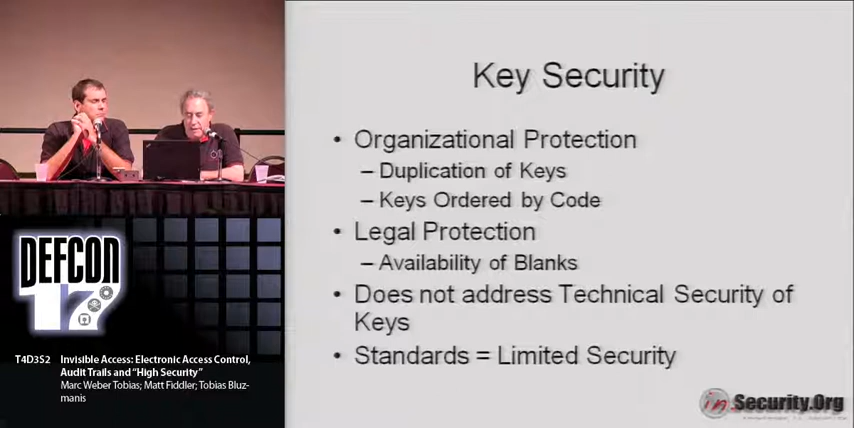 Key Security
• Organizational Protection
– Duplication of Keys
– Keys Ordered by Code
• Legal Protection
– Availability of Blanks
• Does not address Technical Security of
Keys
• Standards = Limited Security
DEFCON
17
T4D3S2 Invisible Access: Electronic Access Control,
Audit Trails and “High Security”
Marc Weber Tobias; Matt Fiddler; Tobias Bluz-
manis
in.Security.Org